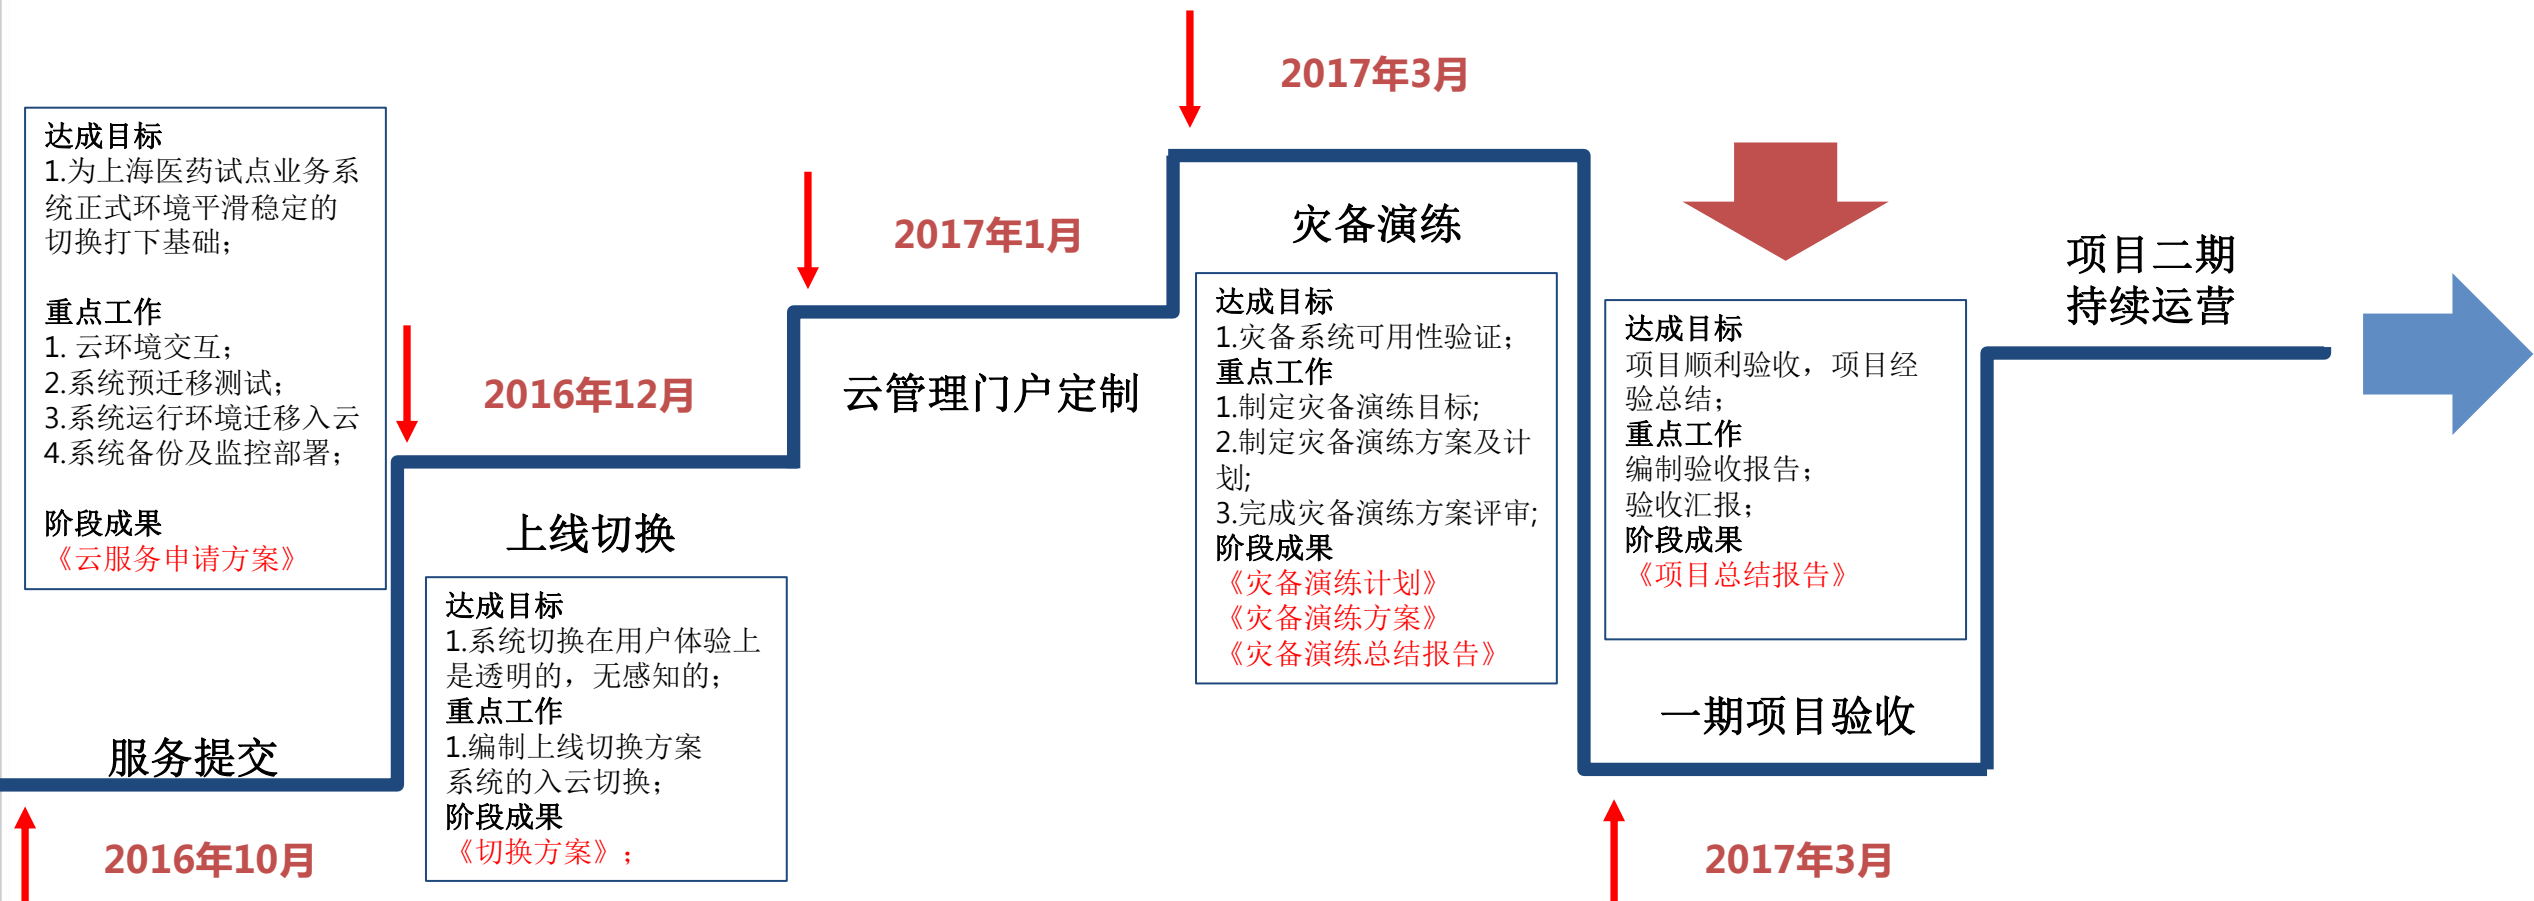 达成目标
1.为上海医药试点业务系
统正式环境平滑稳定的
切换打下基础；
重点工作
1. 云环境交互；
2.系统预迁移测试；
3.系统运行环境迁移入云
4.系统备份及监控部署；
阶段成果
《云服务申请方案》
服务提交
2016年10月
2016年12月
上线切换
达成目标
1.系统切换在用户体验上
是透明的，无感知的；
重点工作
1.编制上线切换方案
系统的入云切换；
阶段成果
《切换方案》；
2017年1月
云管理门户定制
2017年3月
灾备演练
达成目标
1.灾备系统可用性验证；
重点工作
1.制定灾备演练目标;
2.制定灾备演练方案及计
划;
3.完成灾备演练方案评审;
阶段成果
《灾备演练计划》
《灾备演练方案》
《灾备演练总结报告》
达成目标
项目顺利验收，项目经
验总结；
重点工作
编制验收报告；
验收汇报；
阶段成果
《项目总结报告》
一期项目验收
2017年3月
项目二期
持续运营